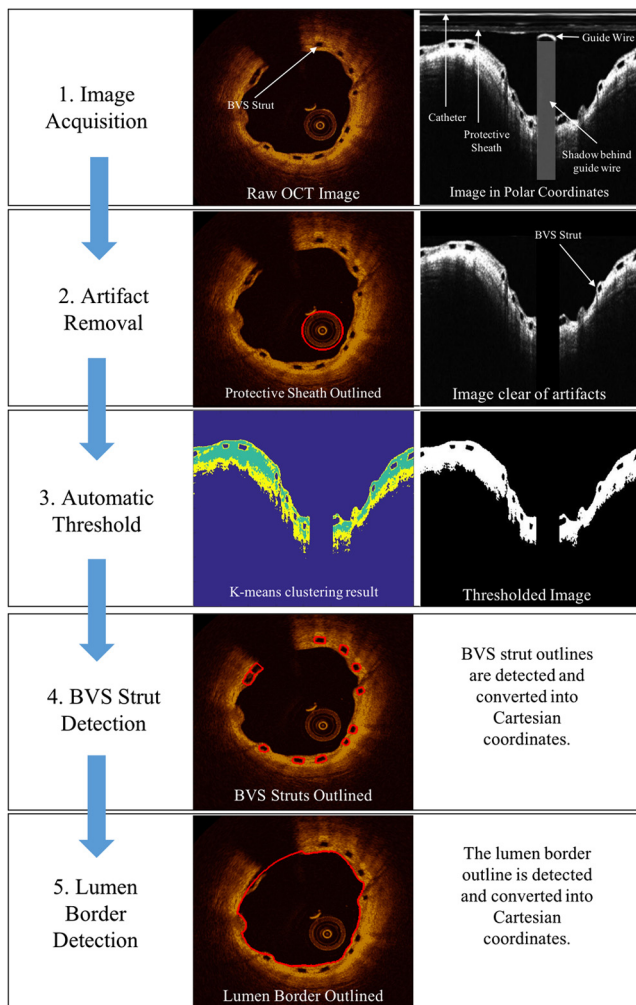 1. Image
Acquisition
BVS Strut
Raw OCT Image
Guide Wire
Catheter
Protective
Sheath
Shadow behind
guide wire
Image in Polar Coordinates
2. Artifact
Removal
Protective Sheath Outlined
BVS Strut
Image clear of artifacts
3. Automatic
Threshold
K-means clustering result
Thresholded Image
4. BVS Strut
Detection
BVS Struts Outlined
BVS strut outlines
are detected and
converted into
Cartesian
coordinates.
5. Lumen
Border
Detection
Lumen Border Outlined
The lumen border
outline is detected
and converted into
Cartesian
coordinates.